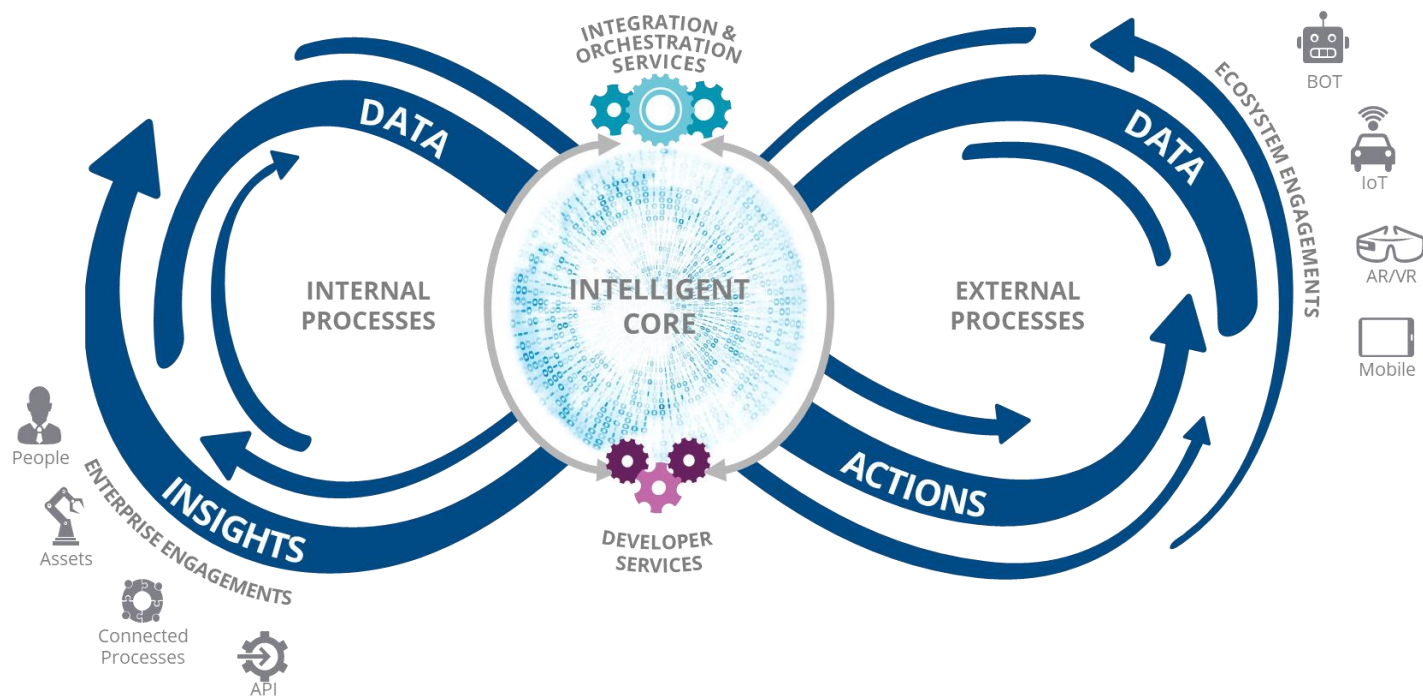 INTEGRATION &
ORCHESTRATION
SERVICES
BOT
ECOSYSTEM ENGAGEMENTS
DATA
DATA
IoT
AR/VR
INTERNAL
PROCESSES
INTELLIGENT
CORE
EXTERNAL
PROCESSES
Mobile
People
ENTERPRISE ENGAGEMENTS
INSIGHTS
ACTIONS
Assets
DEVELOPER
SERVICES
Connected
Processes
API